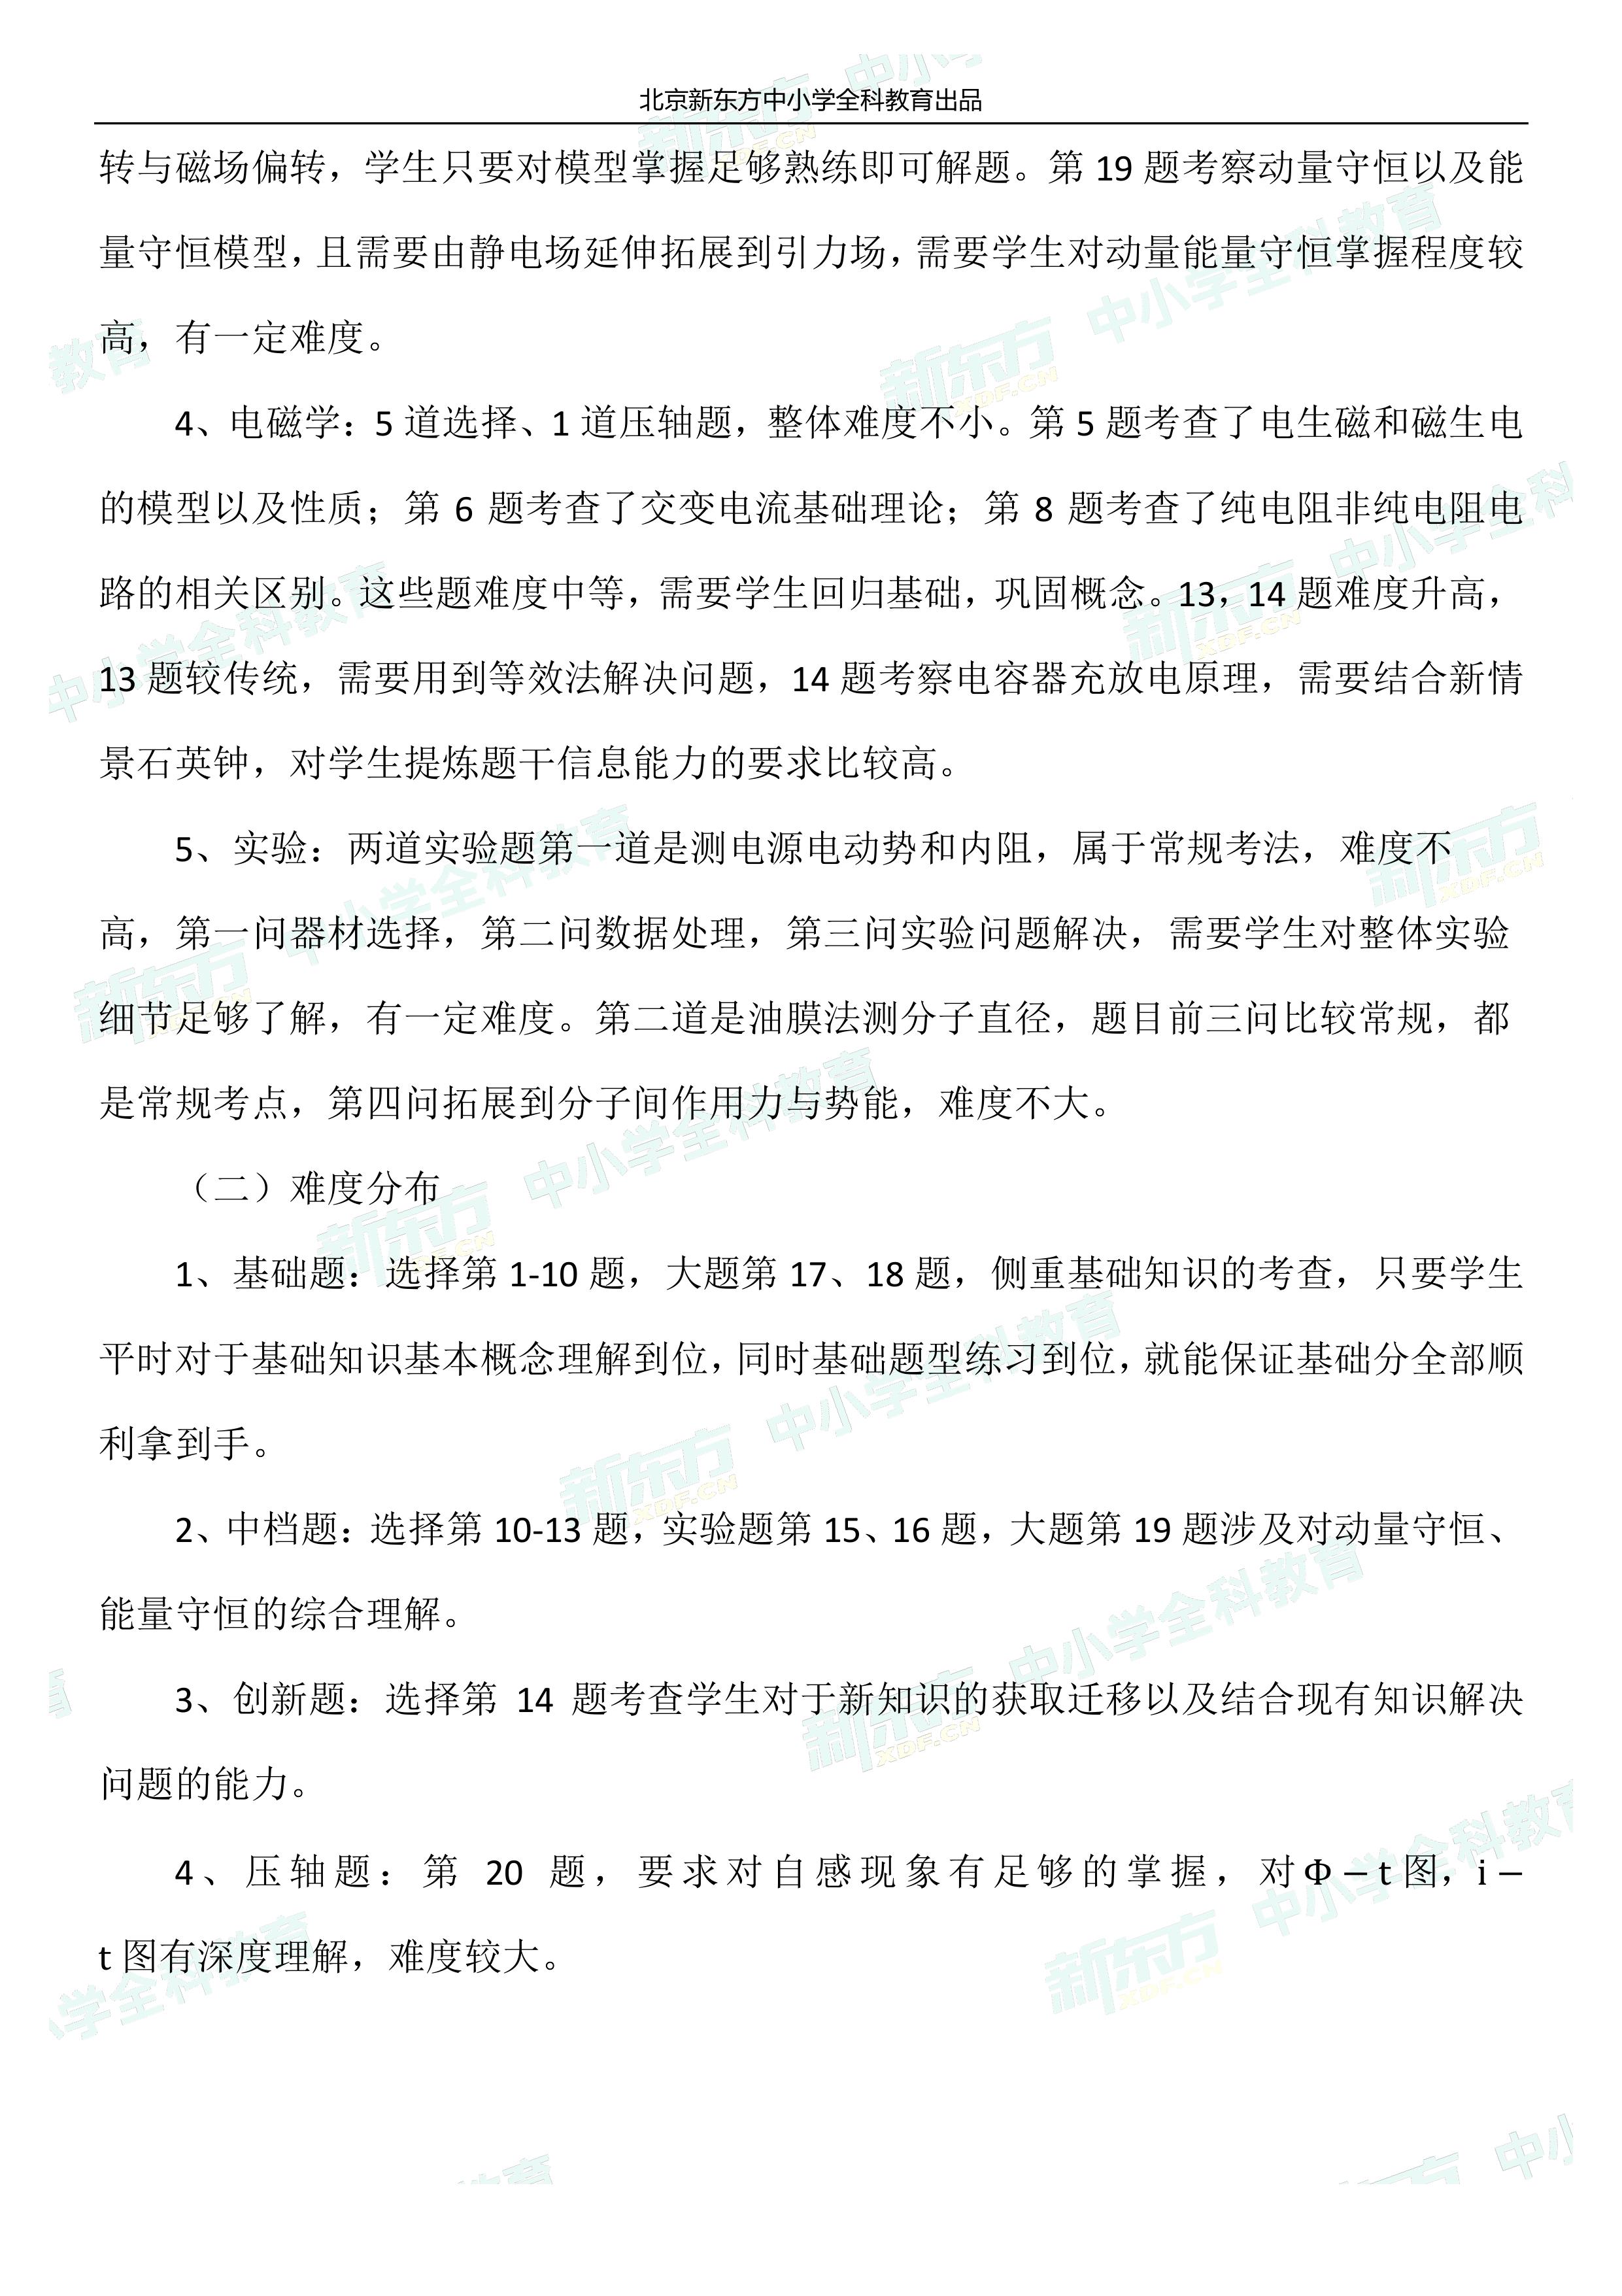 北京新东方中小学全科教育出品
转与磁场偏转，学生只要对模型掌握足够熟练即可解题。第 19 题考察动量守恒以及能
量守恒模型，且需要由静电场延伸拓展到引力场，需要学生对动量能量守恒掌握程度较
高，有一定难度。
4、电磁学：5 道选择、1 道压轴题，整体难度不小。第 5 题考查了电生磁和磁生电
的模型以及性质；第 6 题考查了交变电流基础理论；第 8 题考查了纯电阻非纯电阻电
路的相关区别。这些题难度中等，需要学生回归基础，巩固概念。13，14 题难度升高，
13 题较传统，需要用到等效法解决问题，14 题考察电容器充放电原理，需要结合新情
景石英钟，对学生提炼题干信息能力的要求比较高。
5、实验：两道实验题第一道是测电源电动势和内阻，属于常规考法，难度不
高，第一问器材选择，第二问数据处理，第三问实验问题解决，需要学生对整体实验
细节足够了解，有一定难度。第二道是油膜法测分子直径，题目前三问比较常规，都
是常规考点，第四问拓展到分子间作用力与势能，难度不大。
（二）难度分布
1、基础题：选择第 1-10 题，大题第 17、18 题，侧重基础知识的考查，只要学生
平时对于基础知识基本概念理解到位，同时基础题型练习到位，就能保证基础分全部顺
利拿到手。
2、中档题：选择第 10-13 题，实验题第 15、16 题，大题第 19 题涉及对动量守恒、
能量守恒的综合理解。
3、创新题：选择第 14 题考查学生对于新知识的获取迁移以及结合现有知识解决
问题的能力。
4、压轴题：第 20 题，要求对自感现象有足够的掌握，对Φ − t 图，i −
t 图有深度理解，难度较大。
新东方 XDF.CN 中小学全科教育